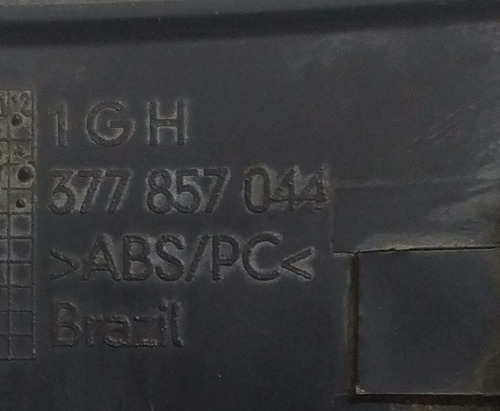 1GH
377 857 044
>ABS/PC<
Brazil